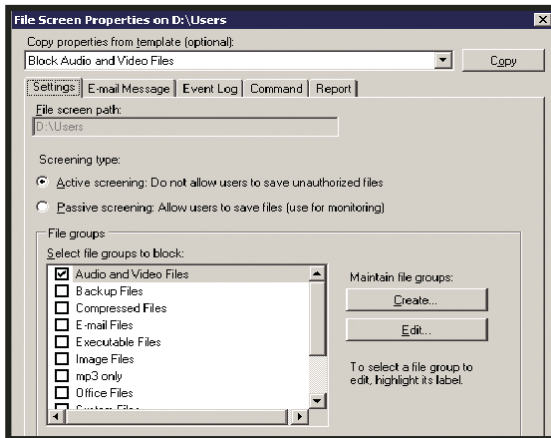 File Screen Properties on D:\Users
Copy properties from template (optional):
Block Audio and Video Files
Copy
Settings
E-mail Message
Event Log
Command
Report
File screen path:
D:\Users
Screening type:
Active screening: Do not allow users to save unauthorized files
Passive screening: Allow users to save files (use for monitoring)
File groups
Select file groups to block:
Audio and Video Files
Backup Files
Compressed Files
E-mail Files
Executable Files
Image Files
mp3 only
Office Files
Maintain file groups:
Create...
Edit...
To select a file group to
edit, highlight its label.